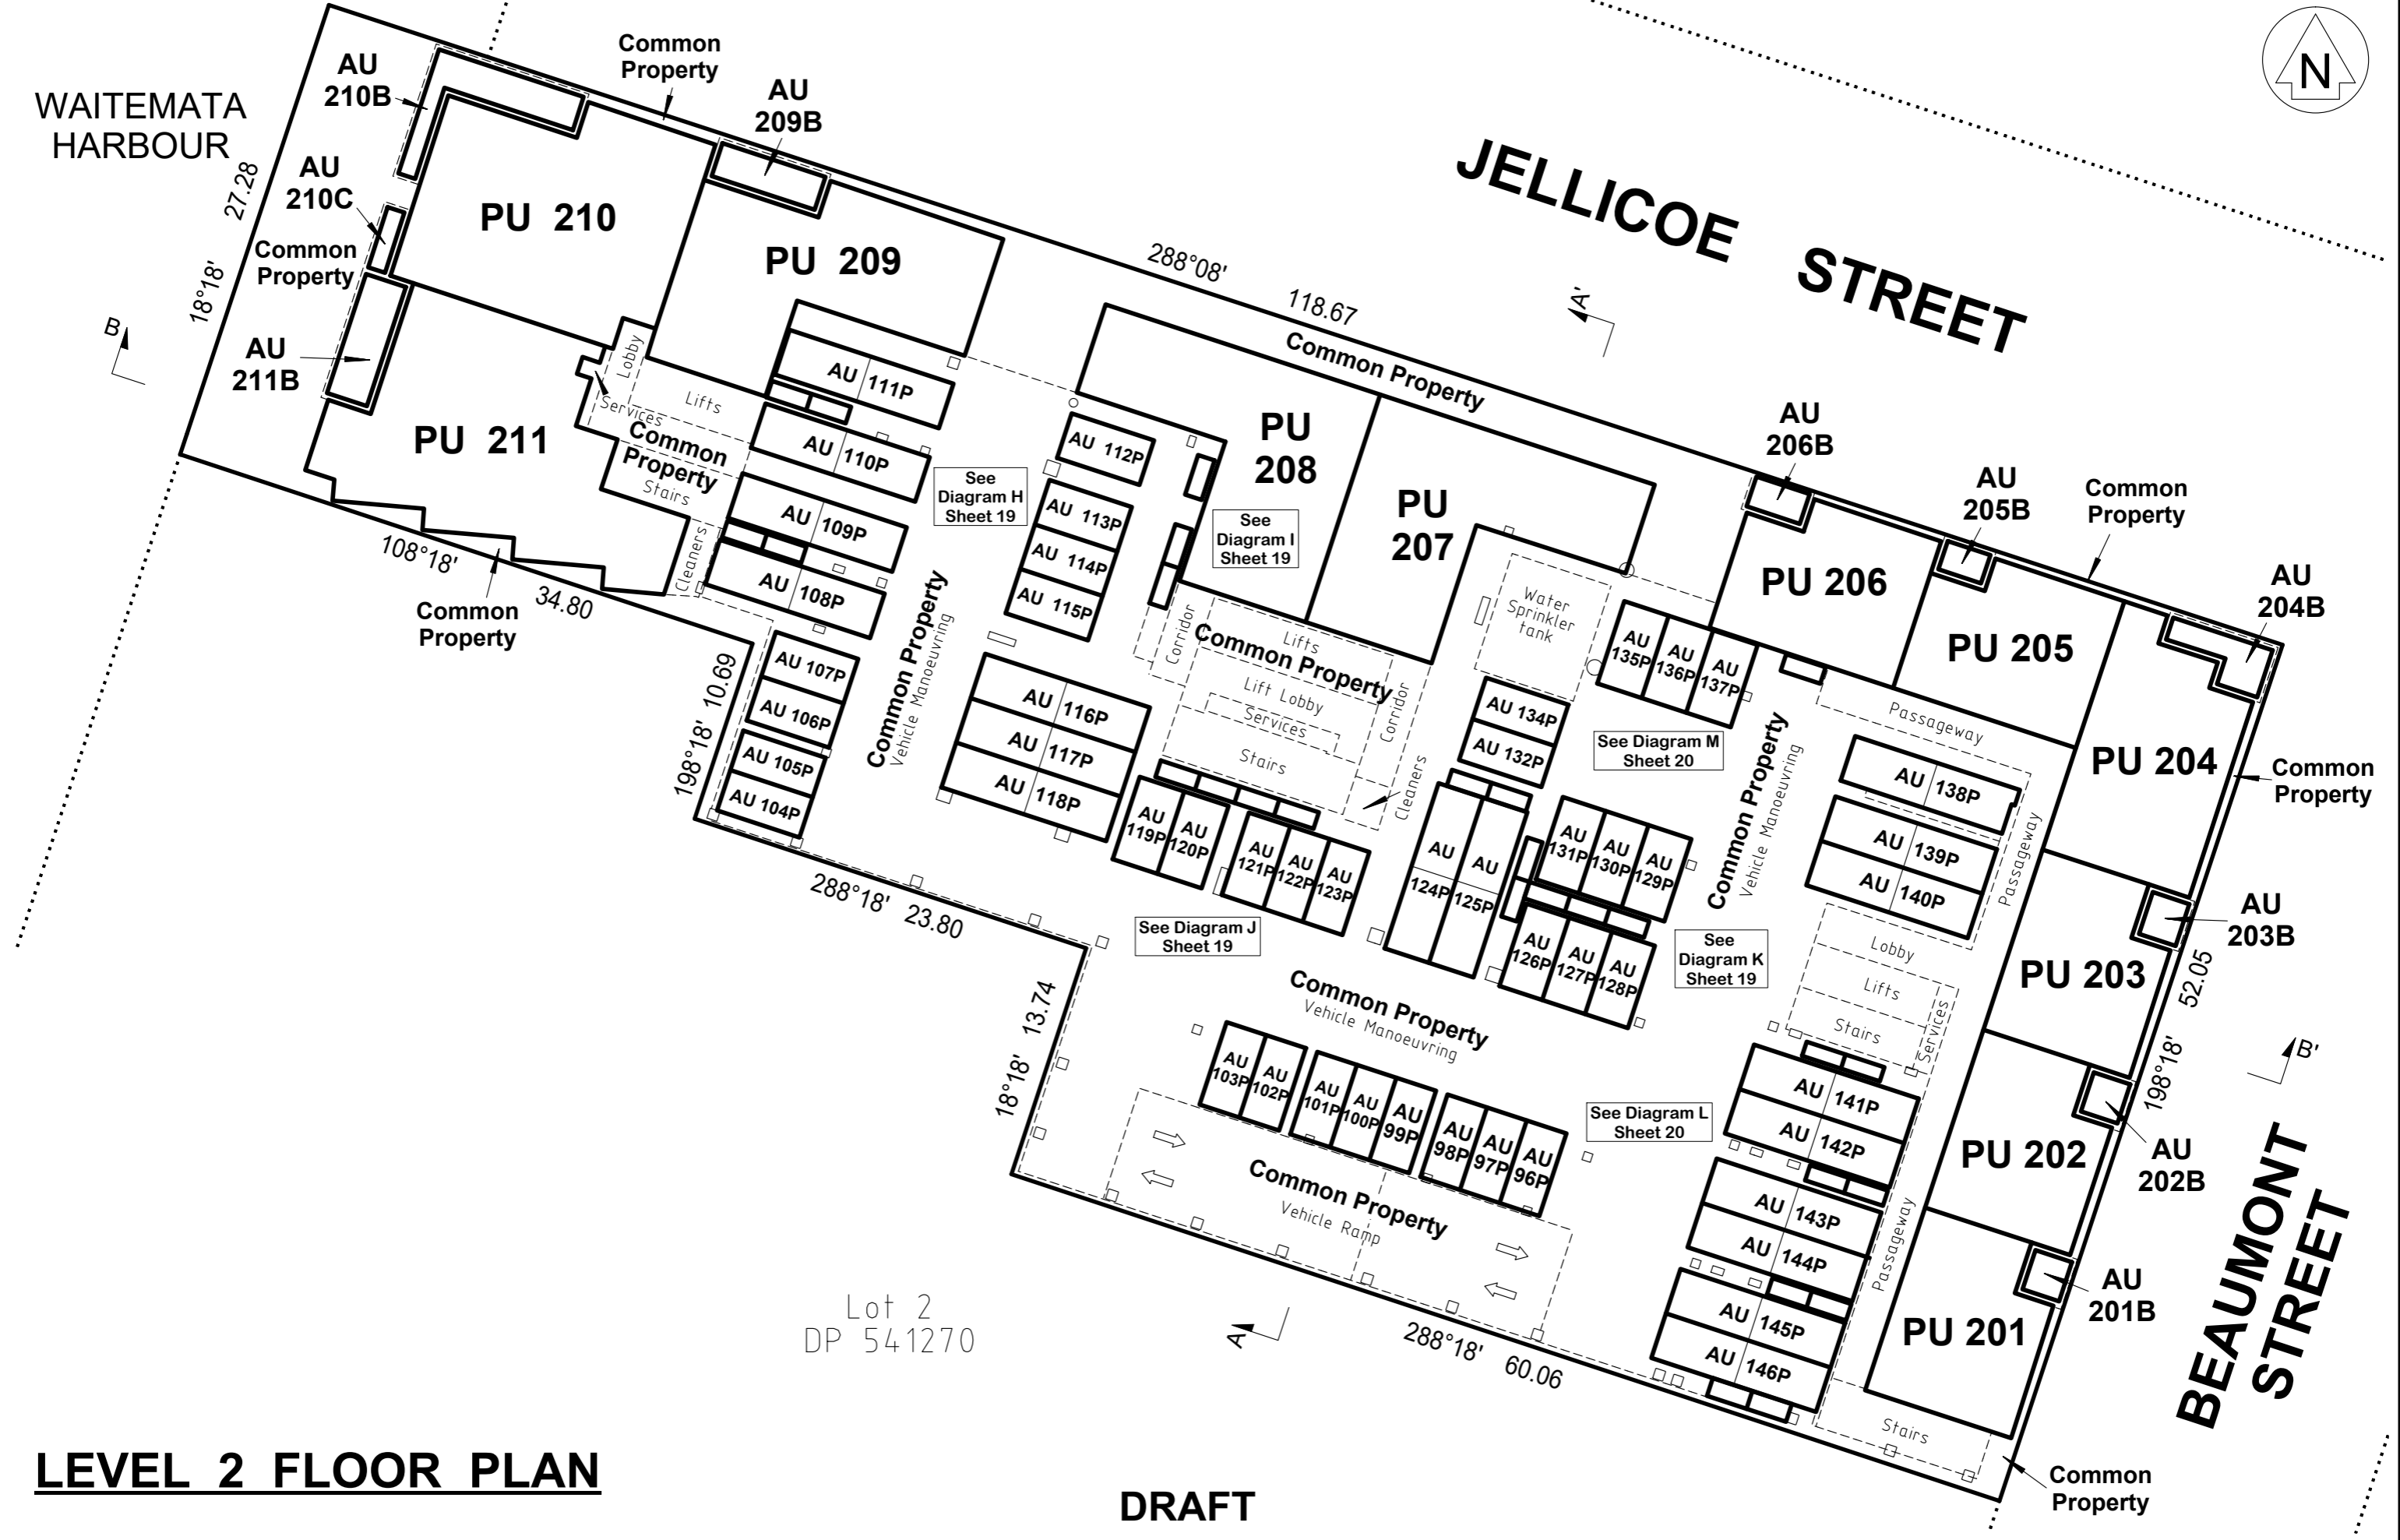 N
WAITEMATA
HARBOUR
AU
210B
Common
Property
AU
209B
AU
210C
Common
Property
27.28
18°18'
B
AU
211B
PU 210
PU 209
JELLICOE STREET
288°08' 118.67
A'
Common Property
PU 211
Lobby
Lifts
Services
Common
Property
Stairs
Cleaners
AU 111P
AU 110P
AU 109P
AU 108P
AU 107P
AU 106P
AU 105P
AU 104P
108°18'
34.80
Common
Property
198°18' 10.69
Common Property
Vehicle Manoeuvring
See
Diagram H
Sheet 19
AU 112P
AU 113P
AU 114P
AU 115P
AU 116P
AU 117P
AU 118P
See
Diagram I
Sheet 19
PU
208
PU
207
Corridor
Lifts
Common Property
Lift Lobby
Services
Stairs
Corridor
Cleaners
Water
Sprinkler
tank
AU
206B
AU
205B
Common
Property
AU
204B
PU 206
PU 205
PU 204
Common
Property
AU
135P
AU
136P
AU
137P
AU 134P
AU 132P
See Diagram M
Sheet 20
Common Property
Vehicle Manoeuvring
Passageway
AU 138P
AU 139P
AU 140P
Passageway
AU
119P
AU
120P
AU
121P
AU
122P
AU
123P
AU
124P
AU
125P
AU
131P
AU
130P
AU
129P
AU
126P
AU
127P
AU
128P
See Diagram J
Sheet 19
See
Diagram K
Sheet 19
288°18' 23.80
18°18' 13.74
Common Property
Vehicle Manoeuvring
Lobby
Lifts
Stairs
Services
PU 203
AU
203B
52.05
198°18'
B'
PU 202
AU
202B
AU
103P
AU
102P
AU
101P
AU
100P
AU
99P
AU
98P
AU
97P
AU
96P
See Diagram L
Sheet 20
AU 141P
AU 142P
AU 143P
AU 144P
AU 145P
AU 146P
Passageway
Common Property
Vehicle Ramp
PU 201
AU
201B
BEAUMONT
STREET
A
288°18' 60.06
Stairs
Common
Property
Lot 2
DP 541270
LEVEL 2 FLOOR PLAN
DRAFT